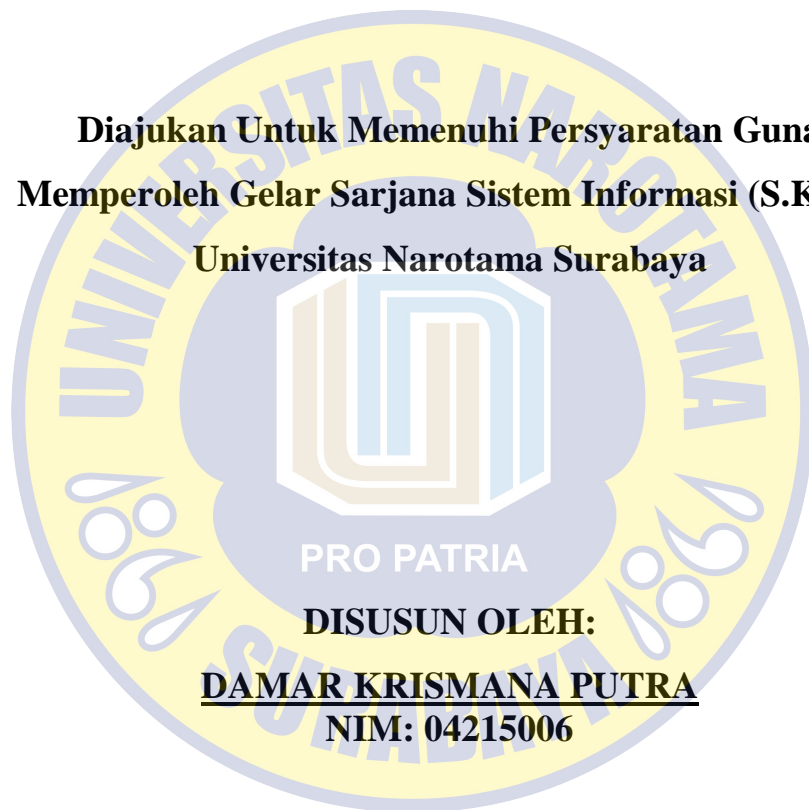 Diajukan Untuk Memenuhi Persyaratan Guna
Memperoleh Gelar Sarjana Sistem Informasi (S.K
Universitas Narotama Surabaya
UNIVERSITAS NAROTAMA
PRO PATRIA
DISUSUN OLEH:
DAMAR KRISMANA PUTRA
NIM: 04215006
SURABAYA